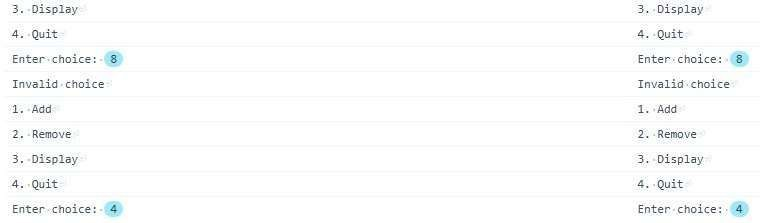 3. Display
4. Quit
Enter choice: 8
Invalid choice
1. Add
2. Remove
3. Display
4. Quit
Enter choice: 4
3. Display
4. Quit
Enter choice: 8
Invalid choice
1. Add
2. Remove
3. Display
4. Quit
Enter choice: 4